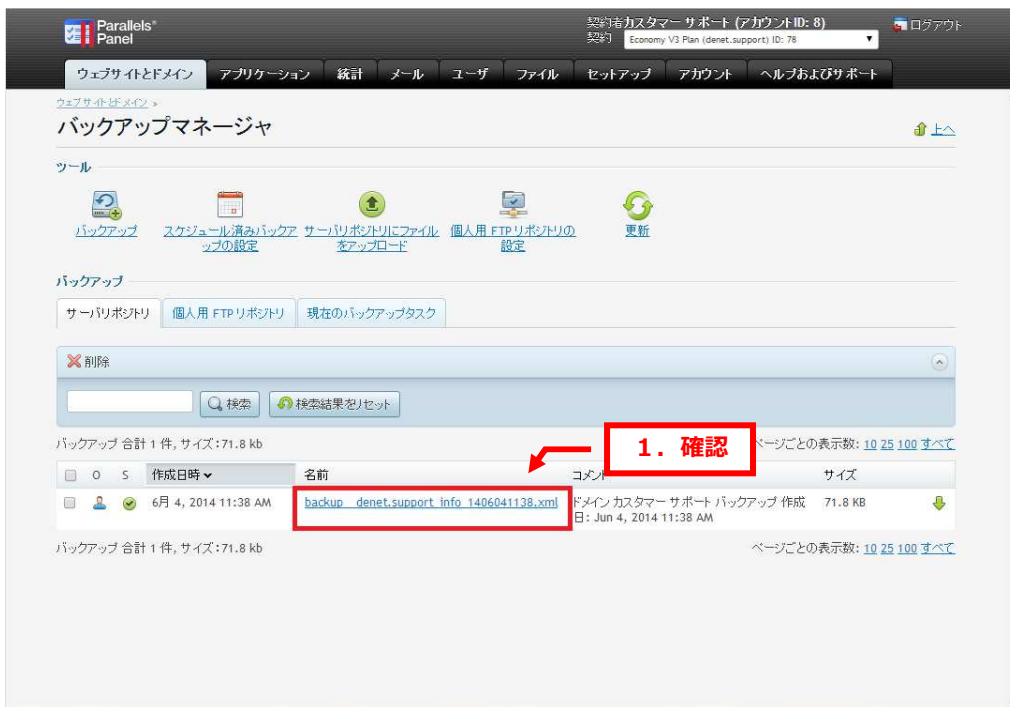 Parallels®
Panel
契約者カスタマー サポート (アカウントID: 8)
契約 Economy V3 Plan (denet.support) ID: 78
ログアウト
ウェブサイトとドメイン アプリケーション 統計 メール ユーザ ファイル セットアップ アカウント ヘルプおよびサポート
ウェブサイトとドメイン >
バックアップマネージャ
上へ
ツール
バックアップ
スケジュール済みバックア
ップの設定
サーバリポジトリにファイル
をアップロード
個人用 FTP リポジトリの
設定
更新
バックアップ
サーバリポジトリ 個人用 FTP リポジトリ 現在のバックアップタスク
削除
検索 検索結果をリセット
バックアップ 合計 1 件, サイズ:71.8 kb
1. 確認
ページごとの表示数: 10 25 100 すべて
O S 作成日時 名前 コメント サイズ
6月 4, 2014 11:38 AM backup__denet.support_info_1406041138.xml ドメイン カスタマー サポート バックアップ 作成 71.8 KB
日: Jun 4, 2014 11:38 AM
バックアップ 合計 1 件, サイズ:71.8 kb
ページごとの表示数: 10 25 100 すべて